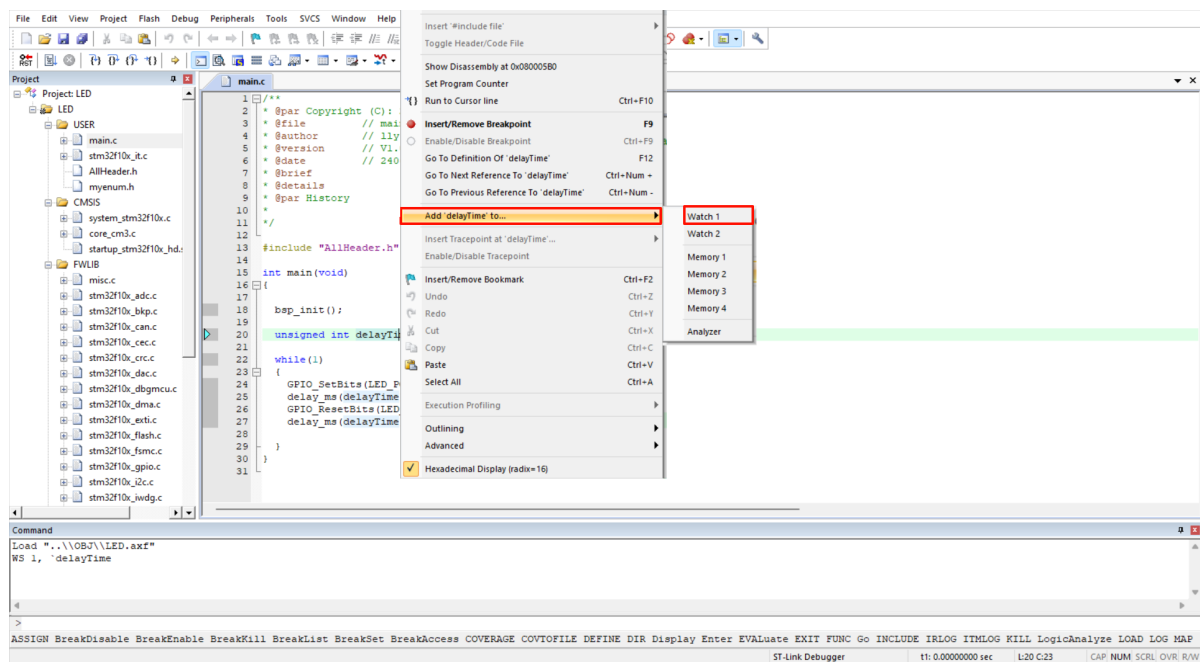 File Edit View Project Flash Debug Peripherals Tools SVCS Window Help
Project
Project: LED
LED
USER
main.c
stm32f10x_it.c
AllHeader.h
myenum.h
CMSIS
system_stm32f10x.c
core_cm3.c
startup_stm32f10x_hd.s
FWLIB
misc.c
stm32f10x_adc.c
stm32f10x_bkp.c
stm32f10x_can.c
stm32f10x_cec.c
stm32f10x_crc.c
stm32f10x_dac.c
stm32f10x_dbgmcu.c
stm32f10x_dma.c
stm32f10x_exti.c
stm32f10x_flash.c
stm32f10x_fsmc.c
stm32f10x_gpio.c
stm32f10x_i2c.c
stm32f10x_iwdg.c
main.c
1 /**
2 * @par Copyright (C):
3 * @file // mai
4 * @author // lly
5 * @version // V1.
6 * @date // 240
7 * @brief
8 * @details
9 * @par History
10 *
11 */
12
13 #include "AllHeader.h"
14
15 int main(void)
16 {
17
18 bsp_init();
19
20 unsigned int delayTi
21
22 while(1)
23 {
24 GPIO_SetBits(LED_P
25 delay_ms(delayTime
26 GPIO_ResetBits(LED
27 delay_ms(delayTime
28
29 }
30 }
31
Insert '#include file'
Toggle Header/Code File
Show Disassembly at 0x080005B0
Set Program Counter
Run to Cursor line Ctrl+F10
Insert/Remove Breakpoint F9
Enable/Disable Breakpoint Ctrl+F9
Go To Definition Of 'delayTime' F12
Go To Next Reference To 'delayTime' Ctrl+Num +
Go To Previous Reference To 'delayTime' Ctrl+Num -
Add 'delayTime' to...
Insert Tracepoint at 'delayTime'...
Enable/Disable Tracepoint
Insert/Remove Bookmark Ctrl+F2
Undo Ctrl+Z
Redo Ctrl+Y
Cut Ctrl+X
Copy Ctrl+C
Paste Ctrl+V
Select All Ctrl+A
Execution Profiling
Outlining
Advanced
Hexadecimal Display (radix=16)
Watch 1
Watch 2
Memory 1
Memory 2
Memory 3
Memory 4
Analyzer
Command
Load "..\\OBJ\\LED.axf"
WS 1, `delayTime
>
ASSIGN BreakDisable BreakEnable BreakKill BreakList BreakSet BreakAccess COVERAGE COVTOFILE DEFINE DIR Display Enter EVALuate EXIT FUNC Go INCLUDE IRLOG ITMLOG KILL LogicAnalyze LOAD LOG MAP
ST-Link Debugger t1: 0.00000000 sec L:20 C:23 CAP NUM SCRL OVR R/W